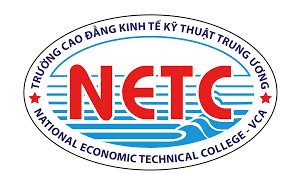 TRƯỜNG CAO ĐẲNG KINH TẾ KỸ THUẬT TRUNG ƯƠNG
NETC
NATIONAL ECONOMIC TECHNICAL COLLEGE - VCA